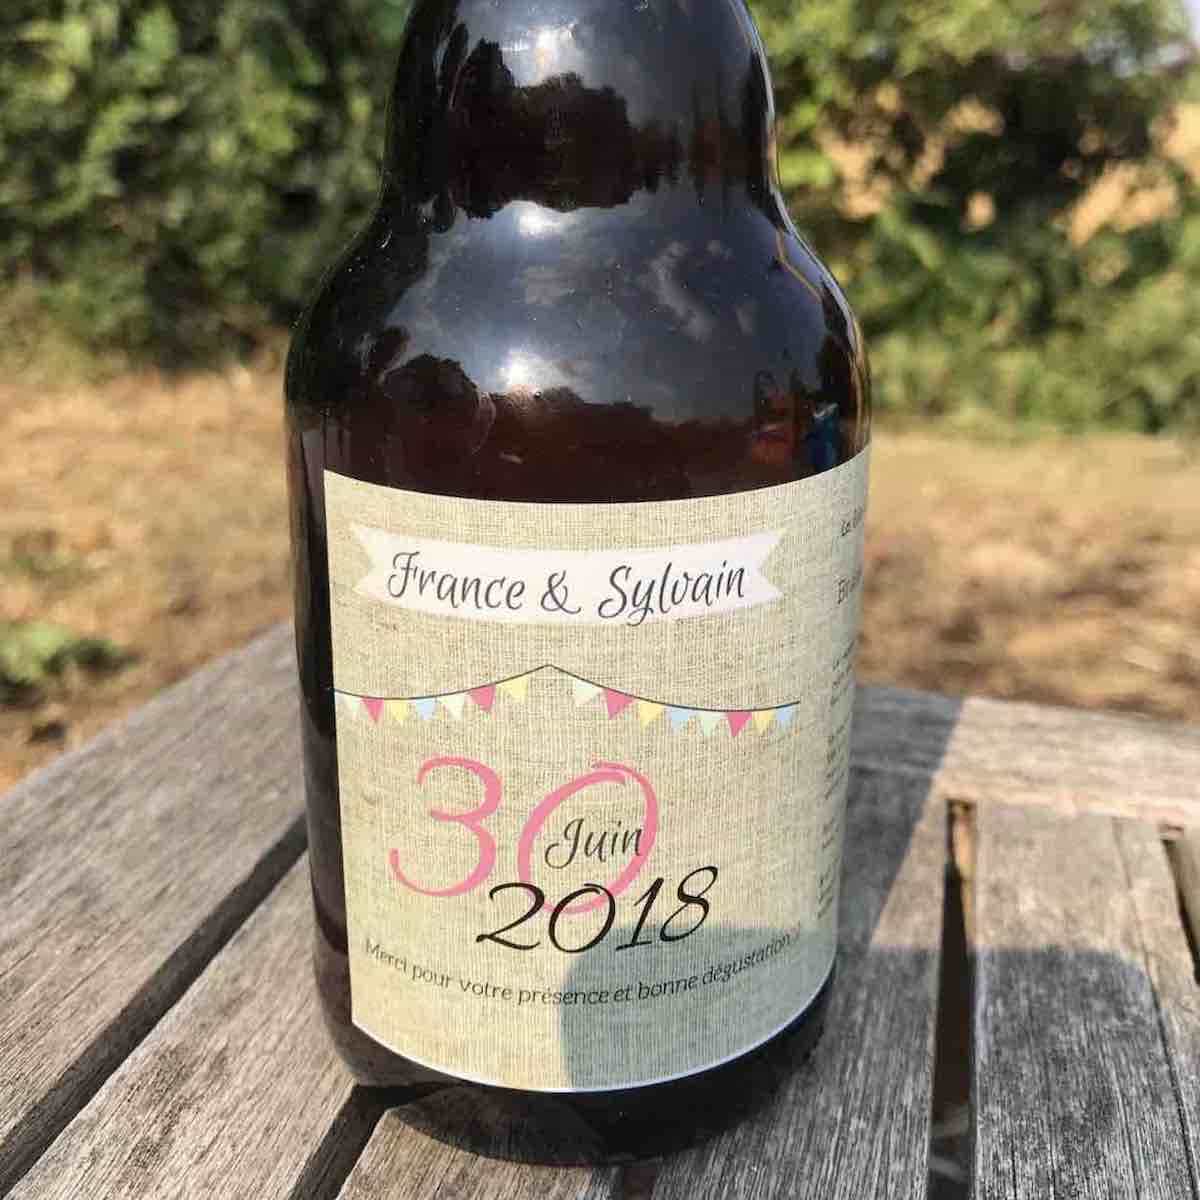 France & Sylvain
30
Juin
2018
Merci pour votre présence et bonne dégustation !